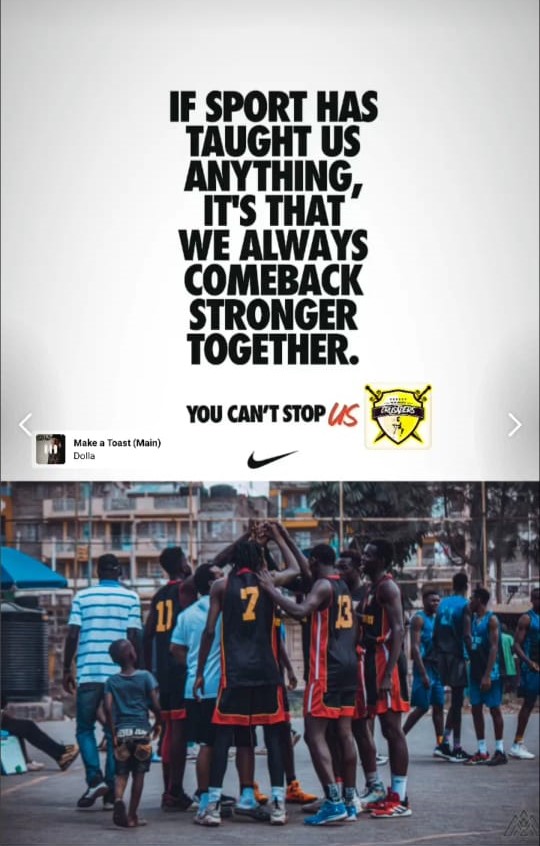 IF SPORT HAS
TAUGHT US
ANYTHING,
IT'S THAT
WE ALWAYS
COMEBACK
STRONGER
TOGETHER.
YOU CAN'T STOP US
CRUSADERS
Make a Toast (Main)
Dolla
11
7
13